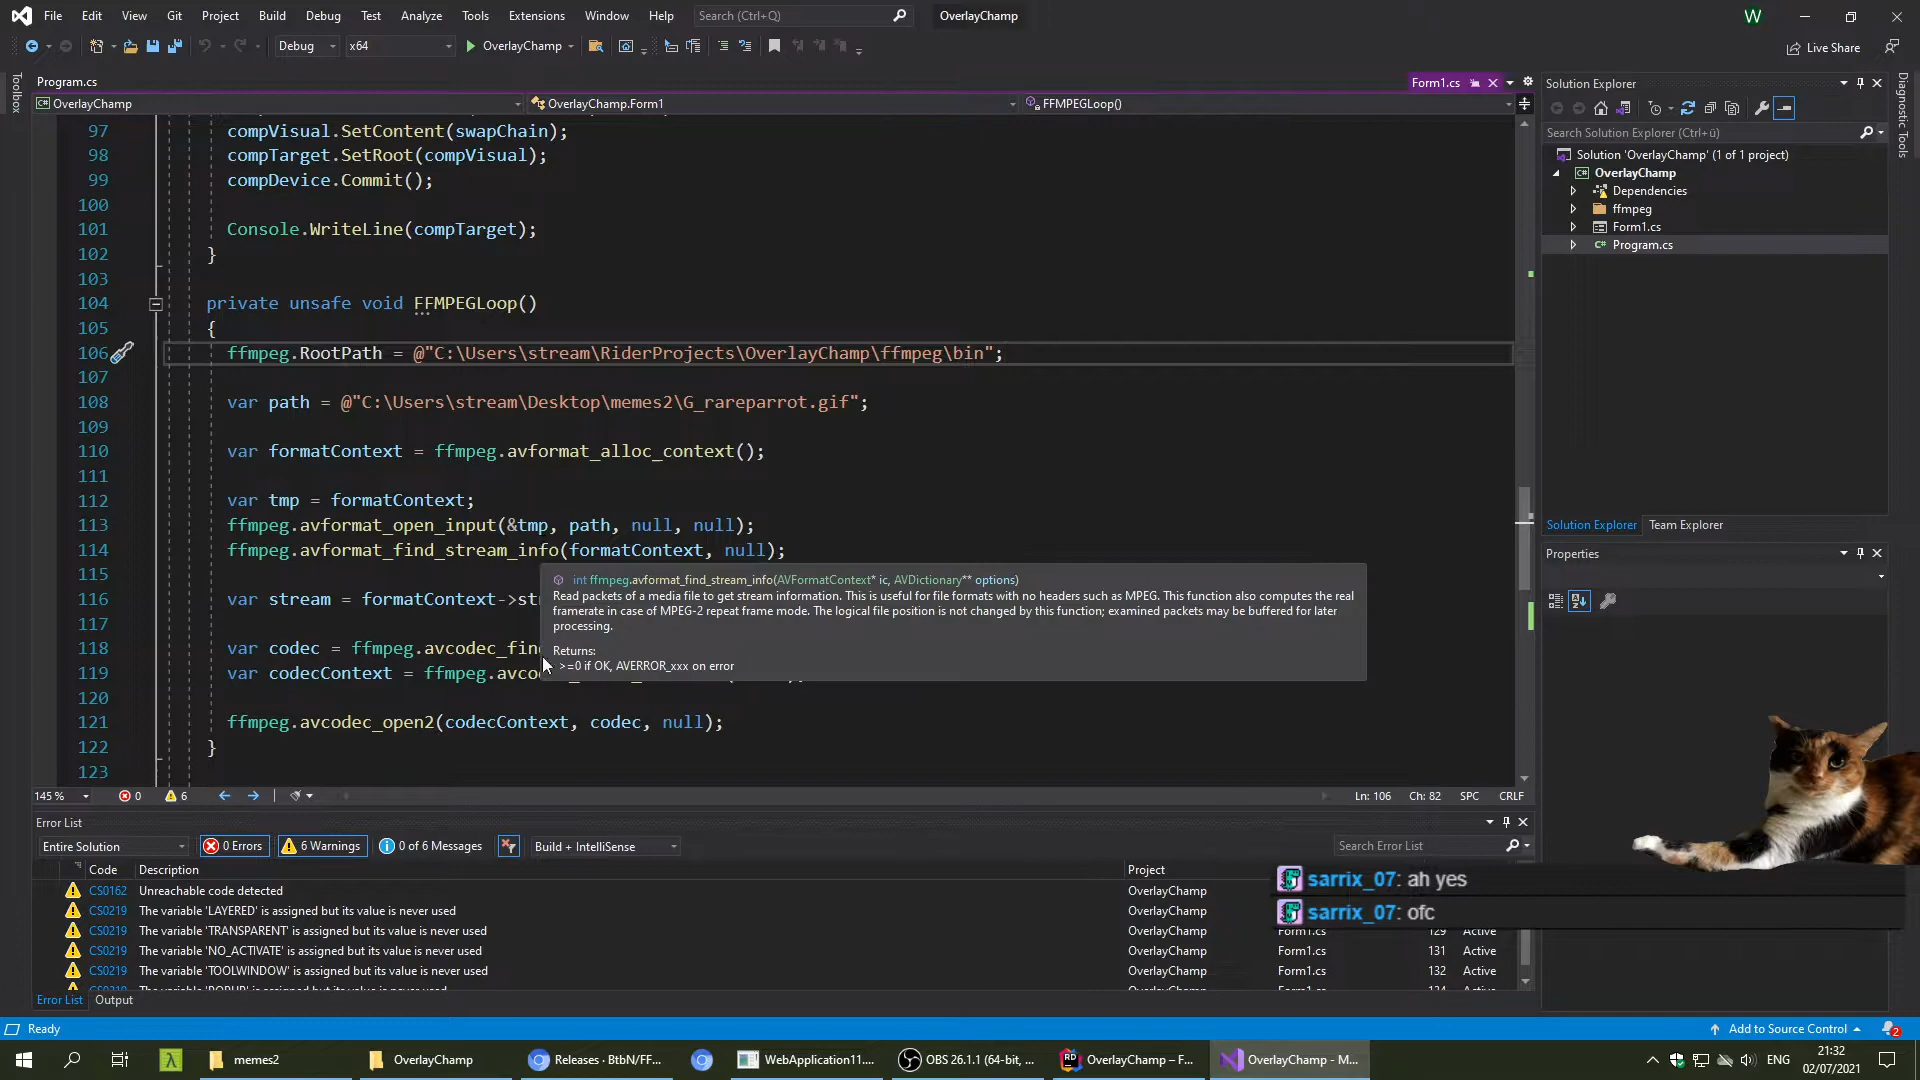 File Edit View Git Project Build Debug Test Analyze Tools Extensions Window Help Search (Ctrl+Q) OverlayChamp W
Debug x64 OverlayChamp Live Share
Toolbox
Program.cs Form1.cs
OverlayChamp OverlayChamp.Form1 FFMPEGLoop()
97 compVisual.SetContent(swapChain);
98 compTarget.SetRoot(compVisual);
99 compDevice.Commit();
100
101 Console.WriteLine(compTarget);
102 }
103
104 private unsafe void FFMPEGLoop()
105 {
106 ffmpeg.RootPath = @"C:\Users\stream\RiderProjects\OverlayChamp\ffmpeg\bin";
107
108 var path = @"C:\Users\stream\Desktop\memes2\G_rareparrot.gif";
109
110 var formatContext = ffmpeg.avformat_alloc_context();
111
112 var tmp = formatContext;
113 ffmpeg.avformat_open_input(&tmp, path, null, null);
114 ffmpeg.avformat_find_stream_info(formatContext, null);
115
116 var stream = formatContext->str
117
118 var codec = ffmpeg.avcodec_find
119 var codecContext = ffmpeg.avco
120
121 ffmpeg.avcodec_open2(codecContext, codec, null);
122 }
123
int ffmpeg.avformat_find_stream_info(AVFormatContext* ic, AVDictionary** options)
Read packets of a media file to get stream information. This is useful for file formats with no headers such as MPEG. This function also computes the real
framerate in case of MPEG-2 repeat frame mode. The logical file position is not changed by this function; examined packets may be buffered for later
processing.
Returns:
>=0 if OK, AVERROR_xxx on error
145 % 0 6 Ln: 106 Ch: 82 SPC CRLF
Error List
Entire Solution 0 Errors 6 Warnings 0 of 6 Messages Build + IntelliSense Search Error List
Code Description Project
CS0162 Unreachable code detected OverlayChamp
CS0219 The variable 'LAYERED' is assigned but its value is never used OverlayChamp
CS0219 The variable 'TRANSPARENT' is assigned but its value is never used OverlayChamp Form1.cs 129 Active
CS0219 The variable 'NO_ACTIVATE' is assigned but its value is never used OverlayChamp Form1.cs 131 Active
CS0219 The variable 'TOOLWINDOW' is assigned but its value is never used OverlayChamp Form1.cs 132 Active
Error List Output
Solution Explorer
Search Solution Explorer (Ctrl+ü)
Solution 'OverlayChamp' (1 of 1 project)
OverlayChamp
Dependencies
ffmpeg
Form1.cs
Program.cs
Solution Explorer Team Explorer
Properties
Diagnostic Tools
sarrix_07: ah yes
sarrix_07: ofc
Ready Add to Source Control 2
memes2 OverlayChamp Releases · BtbN/FF... WebApplication11.... OBS 26.1.1 (64-bit, ... OverlayChamp – F... OverlayChamp - M... ENG 21:32
02/07/2021